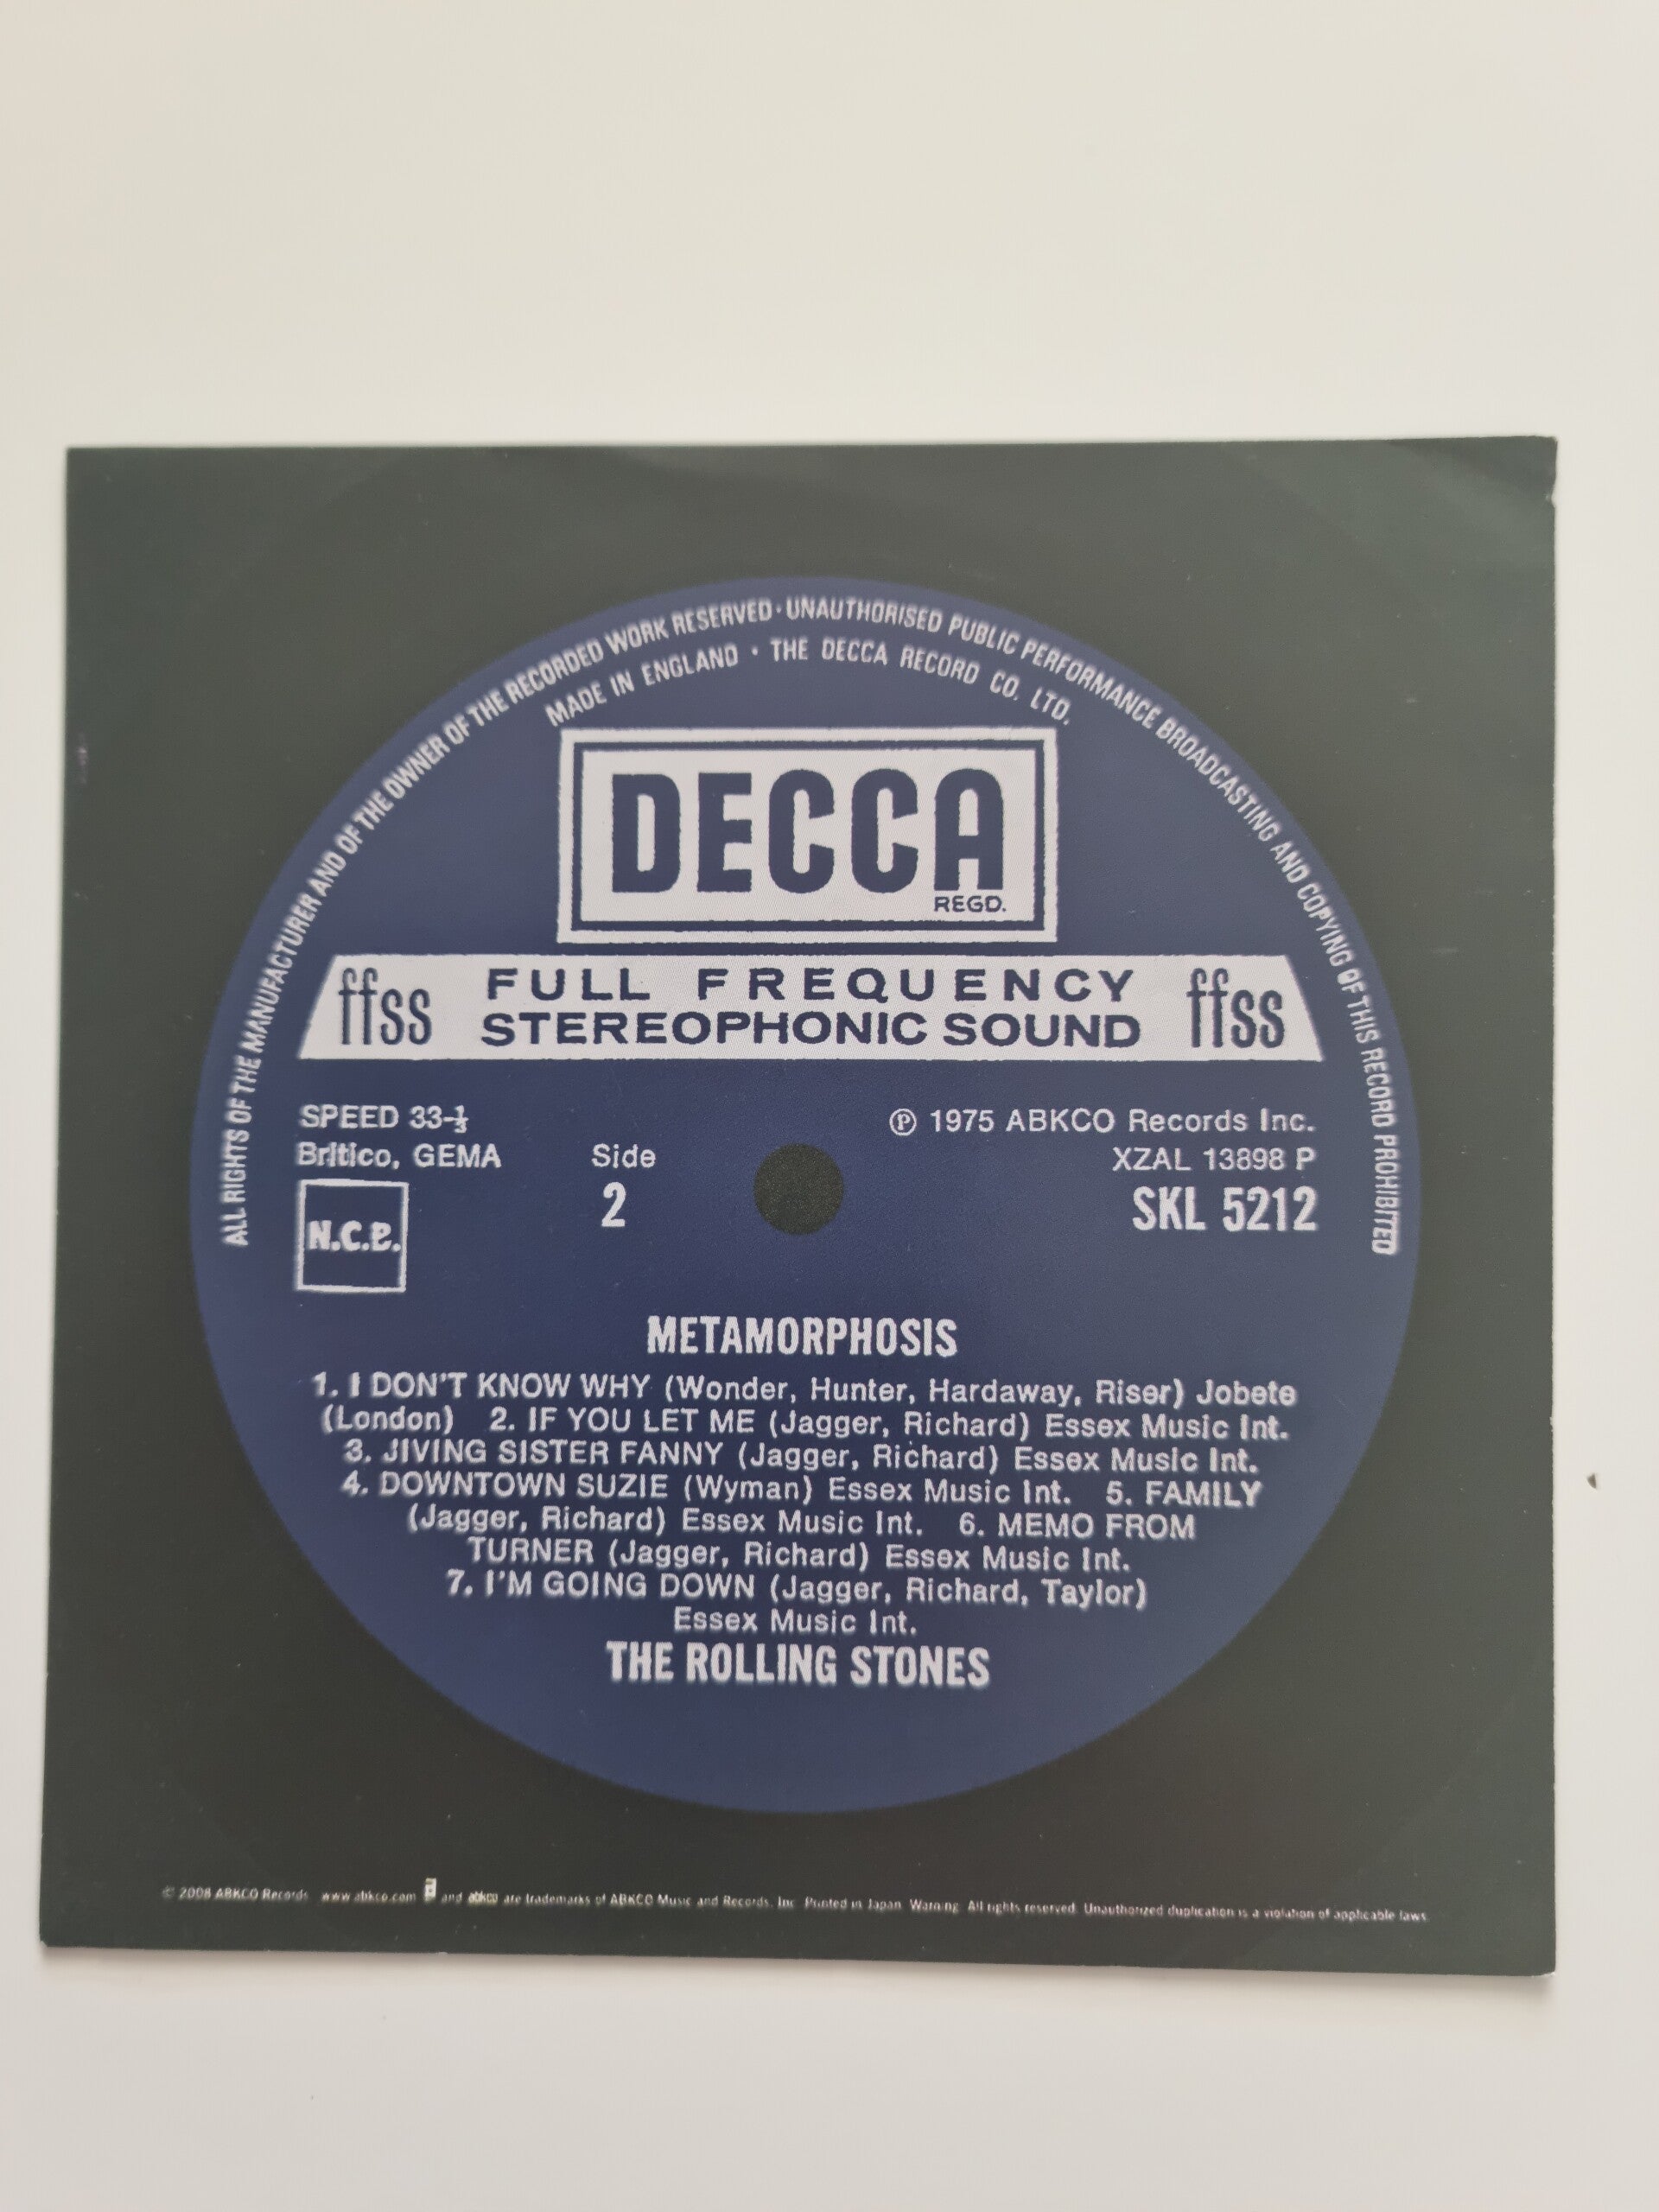 ALL RIGHTS OF THE MANUFACTURER AND OF THE OWNER OF THE RECORDED WORK RESERVED · UNAUTHORISED PUBLIC PERFORMANCE BROADCASTING AND COPYING OF THIS RECORD PROHIBITED
MADE IN ENGLAND · THE DECCA RECORD CO. LTD.
DECCA
REGD.
ffss FULL FREQUENCY ffss
STEREOPHONIC SOUND
SPEED 33-⅓
℗ 1975 ABKCO Records Inc.
Britico, GEMA
Side
XZAL 13898 P
2
SKL 5212
N.C.B.
METAMORPHOSIS
1. I DON'T KNOW WHY (Wonder, Hunter, Hardaway, Riser) Jobete
(London) 2. IF YOU LET ME (Jagger, Richard) Essex Music Int.
3. JIVING SISTER FANNY (Jagger, Richard) Essex Music Int.
4. DOWNTOWN SUZIE (Wyman) Essex Music Int. 5. FAMILY
(Jagger, Richard) Essex Music Int. 6. MEMO FROM
TURNER (Jagger, Richard) Essex Music Int.
7. I'M GOING DOWN (Jagger, Richard, Taylor)
Essex Music Int.
THE ROLLING STONES
© 2008 ABKCO Records www.abkco.com and abkco are trademarks of ABKCO Music and Records, Inc. Printed in Japan. Warning: All rights reserved. Unauthorized duplication is a violation of applicable laws.